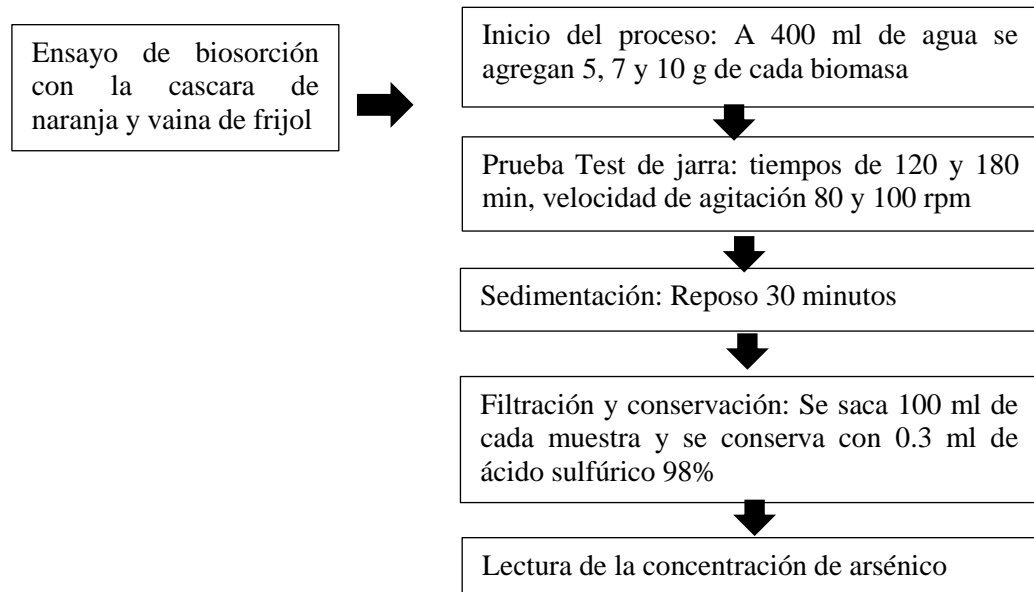 Ensayo de biosorción
con la cascara de
naranja y vaina de frijol
Inicio del proceso: A 400 ml de agua se
agregan 5, 7 y 10 g de cada biomasa
Prueba Test de jarra: tiempos de 120 y 180
min, velocidad de agitación 80 y 100 rpm
Sedimentación: Reposo 30 minutos
Filtración y conservación: Se saca 100 ml de
cada muestra y se conserva con 0.3 ml de
ácido sulfúrico 98%
Lectura de la concentración de arsénico